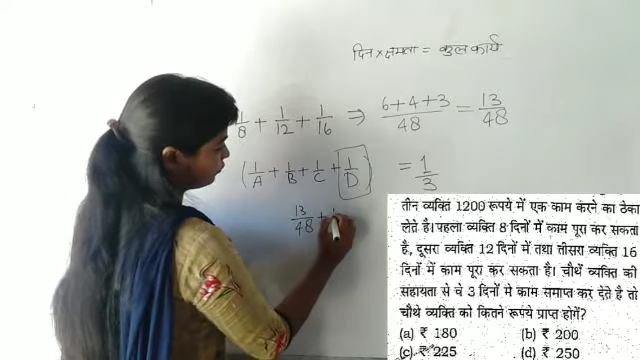 दिन × क्षमता = कुल कार्य
1/8 + 1/12 + 1/16 ⇒ (6+4+3)/48 = 13/48
(1/A + 1/B + 1/C + 1/D) = 1/3
13/48 +
तीन व्यक्ति 1200 रूपये में एक काम करने का ठेका
लेते है। पहला व्यक्ति 8 दिनों में काम पूरा कर सकता
है, दूसरा व्यक्ति 12 दिनों में तथा तीसरा व्यक्ति 16
दिनों में काम पूरा कर सकता है। चौथे व्यक्ति की
सहायता से वे 3 दिनों मे काम समाप्त कर देते है तो
चौथे व्यक्ति को कितने रूपये प्राप्त होगें?
(a) ₹ 180 (b) ₹ 200
(c) ₹ 225 (d) ₹ 250